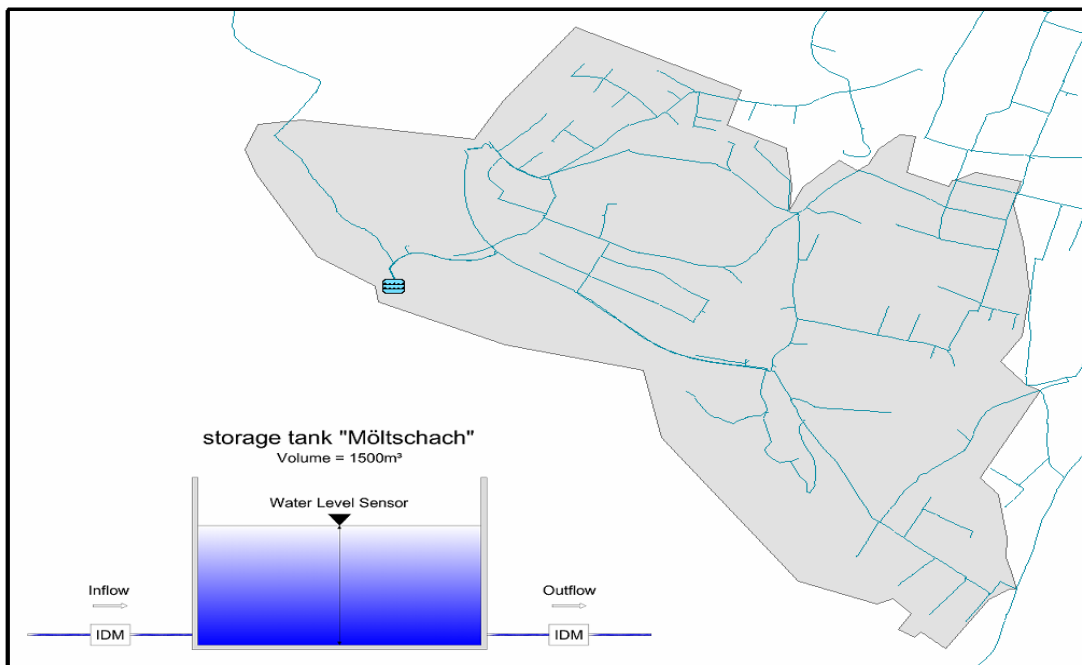 storage tank "Möltschach"
Volume = 1500m³
Water Level Sensor
Inflow
Outflow
IDM
IDM